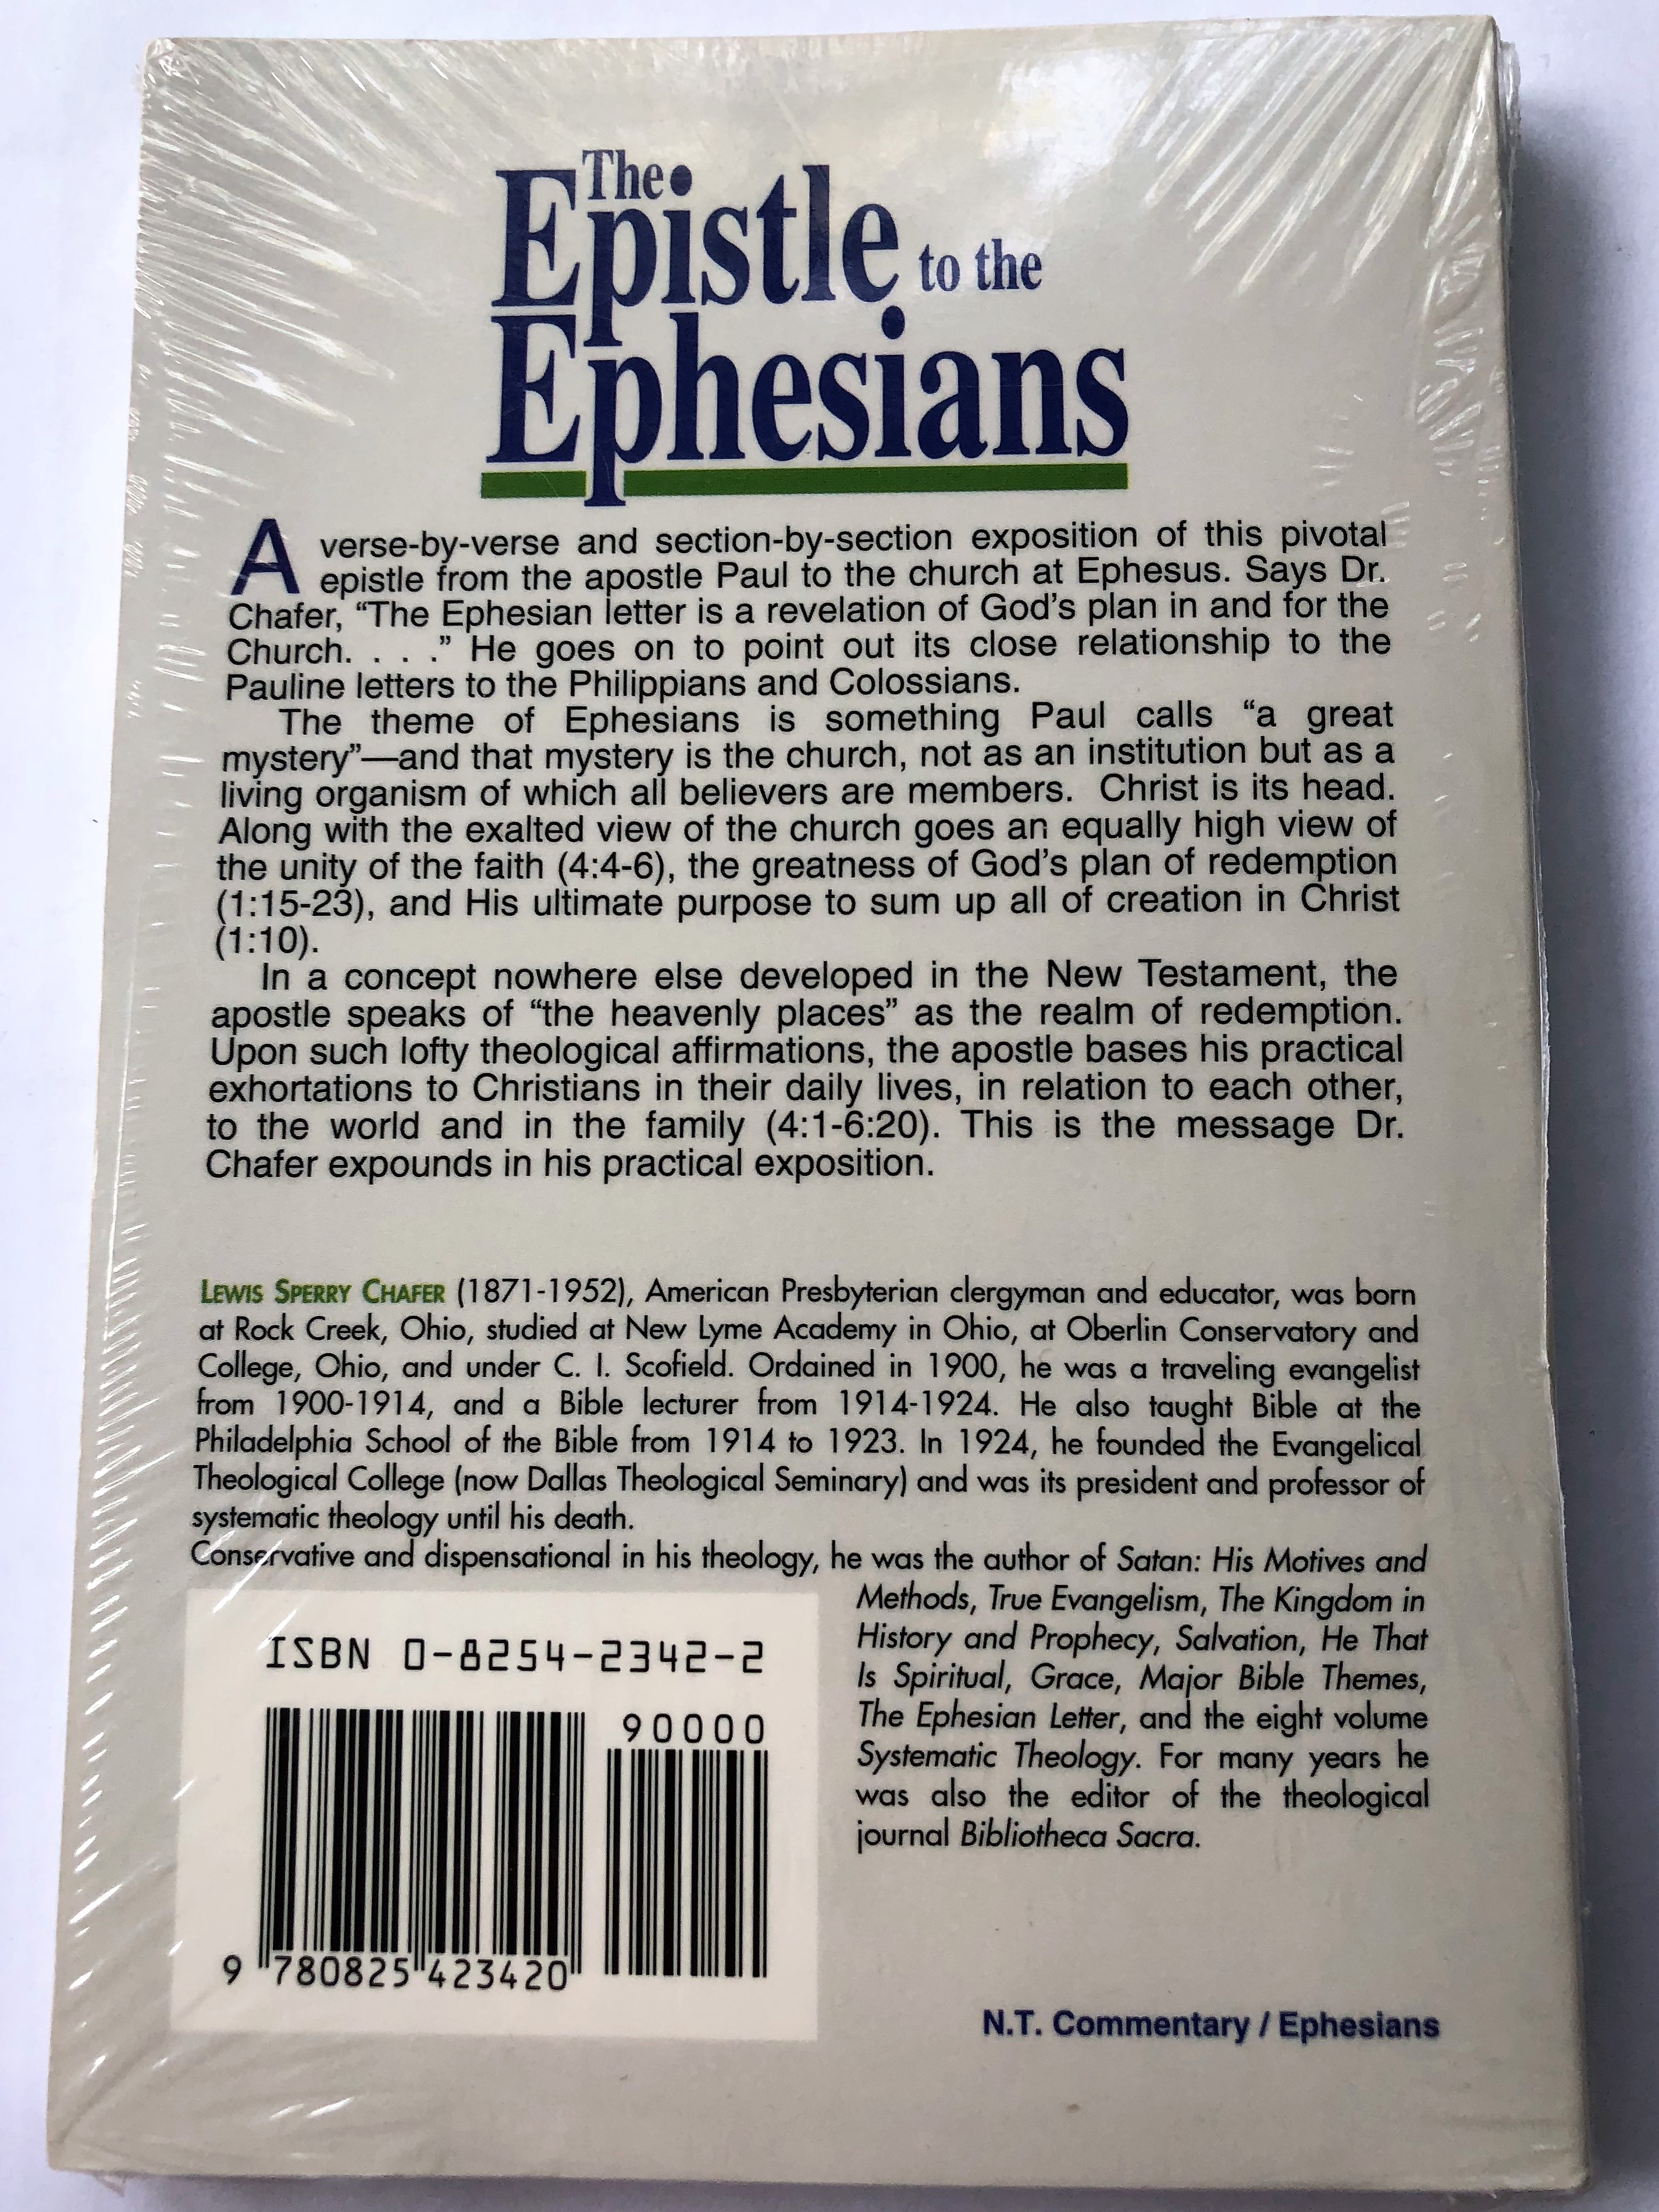 The
Epistle to the
Ephesians
A verse-by-verse and section-by-section exposition of this pivotal
epistle from the apostle Paul to the church at Ephesus. Says Dr.
Chafer, “The Ephesian letter is a revelation of God’s plan in and for the
Church. . . .” He goes on to point out its close relationship to the
Pauline letters to the Philippians and Colossians.
The theme of Ephesians is something Paul calls “a great
mystery”—and that mystery is the church, not as an institution but as a
living organism of which all believers are members. Christ is its head.
Along with the exalted view of the church goes an equally high view of
the unity of the faith (4:4-6), the greatness of God’s plan of redemption
(1:15-23), and His ultimate purpose to sum up all of creation in Christ
(1:10).
In a concept nowhere else developed in the New Testament, the
apostle speaks of “the heavenly places” as the realm of redemption.
Upon such lofty theological affirmations, the apostle bases his practical
exhortations to Christians in their daily lives, in relation to each other,
to the world and in the family (4:1-6:20). This is the message Dr.
Chafer expounds in his practical exposition.
LEWIS SPERRY CHAFER (1871-1952), American Presbyterian clergyman and educator, was born
at Rock Creek, Ohio, studied at New Lyme Academy in Ohio, at Oberlin Conservatory and
College, Ohio, and under C. I. Scofield. Ordained in 1900, he was a traveling evangelist
from 1900-1914, and a Bible lecturer from 1914-1924. He also taught Bible at the
Philadelphia School of the Bible from 1914 to 1923. In 1924, he founded the Evangelical
Theological College (now Dallas Theological Seminary) and was its president and professor of
systematic theology until his death.
Conservative and dispensational in his theology, he was the author of Satan: His Motives and
Methods, True Evangelism, The Kingdom in
History and Prophecy, Salvation, He That
Is Spiritual, Grace, Major Bible Themes,
The Ephesian Letter, and the eight volume
Systematic Theology. For many years he
was also the editor of the theological
journal Bibliotheca Sacra.
ISBN 0-8254-2342-2
90000
9 780825 423420
N.T. Commentary / Ephesians